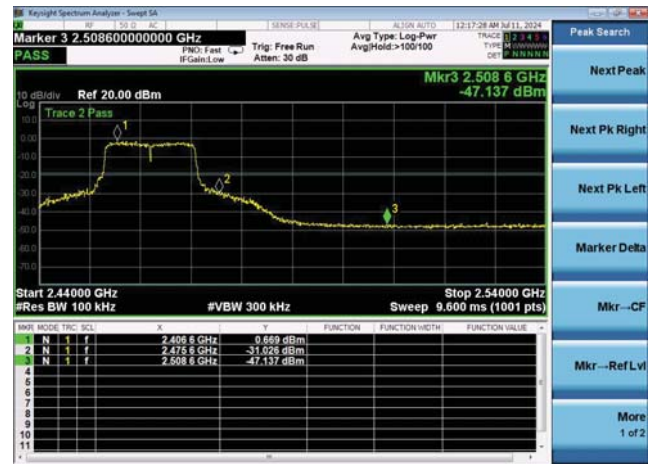 Keysight Spectrum Analyzer - Swept SA
RF 50 Ω AC SENSE:PULSE ALIGN AUTO 12:17:28 AM Jul 11, 2024
Marker 3 2.508600000000 GHz
PASS
PNO: Fast
IFGain:Low
Trig: Free Run
Atten: 30 dB
Avg Type: Log-Pwr
Avg|Hold:>100/100
TRACE 1 2 3 4 5 6
TYPE M WWWWW
DET P N N N N N
Peak Search
Next Peak
Next Pk Right
Next Pk Left
Marker Delta
Mkr→CF
Mkr→Ref Lvl
More
1 of 2
Mkr3 2.508 6 GHz
-47.137 dBm
10 dB/div Ref 20.00 dBm
Log
Trace 2 Pass
10.0
0.00
-10.0
-20.0
-30.0
-40.0
-50.0
-60.0
-70.0
1
2
3
Start 2.44000 GHz
#Res BW 100 kHz
#VBW 300 kHz
Stop 2.54000 GHz
Sweep 9.600 ms (1001 pts)
MKR MODE TRC SCL X Y FUNCTION FUNCTION WIDTH FUNCTION VALUE
1 N 1 f 2.406 6 GHz 0.669 dBm
2 N 1 f 2.475 6 GHz -31.026 dBm
3 N 1 f 2.508 6 GHz -47.137 dBm
4
5
6
7
8
9
10
11